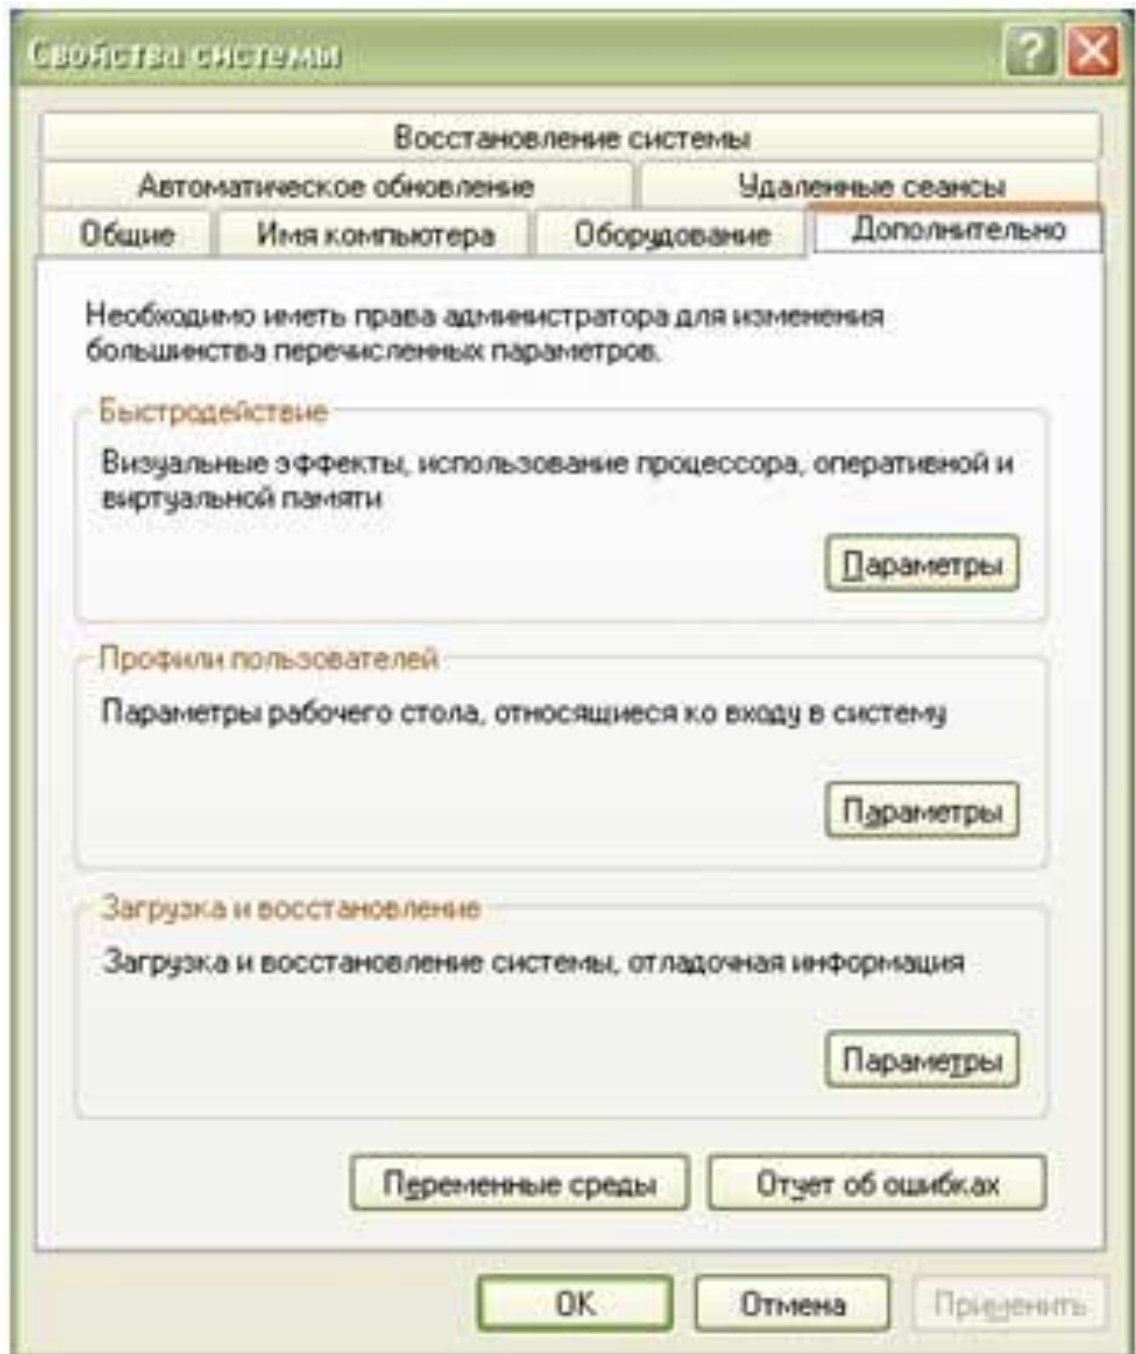 Свойства системы
?
Восстановление системы
Автоматическое обновление
Удаленные сеансы
Общие
Имя компьютера
Оборудование
Дополнительно
Необходимо иметь права администратора для изменения
большинства перечисленных параметров.
Быстродействие
Визуальные эффекты, использование процессора, оперативной и
виртуальной памяти
Параметры
Профили пользователей
Параметры рабочего стола, относящиеся ко входу в систему
Параметры
Загрузка и восстановление
Загрузка и восстановление системы, отладочная информация
Параметры
Переменные среды
Отчет об ошибках
OK
Отмена
Применить